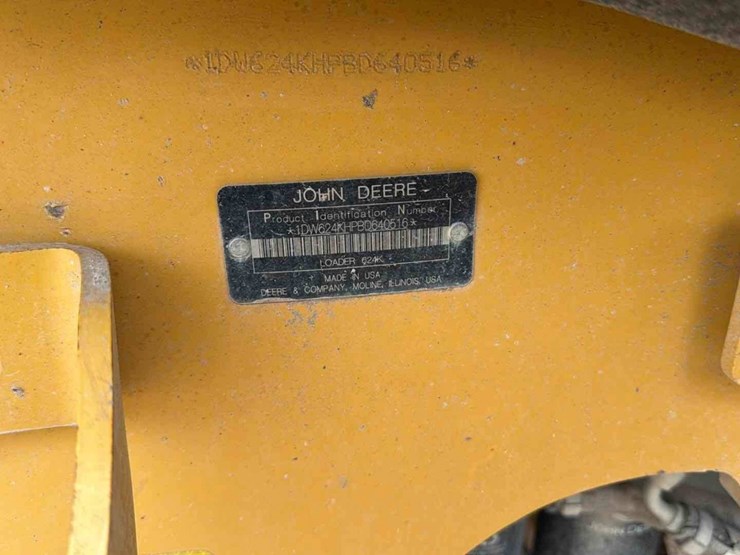 *1DW624KHPBD640516*
JOHN DEERE
Product Identification Number
*1DW624KHPBD640516*
LOADER 624K
MADE IN USA
DEERE & COMPANY, MOLINE, ILLINOIS, USA